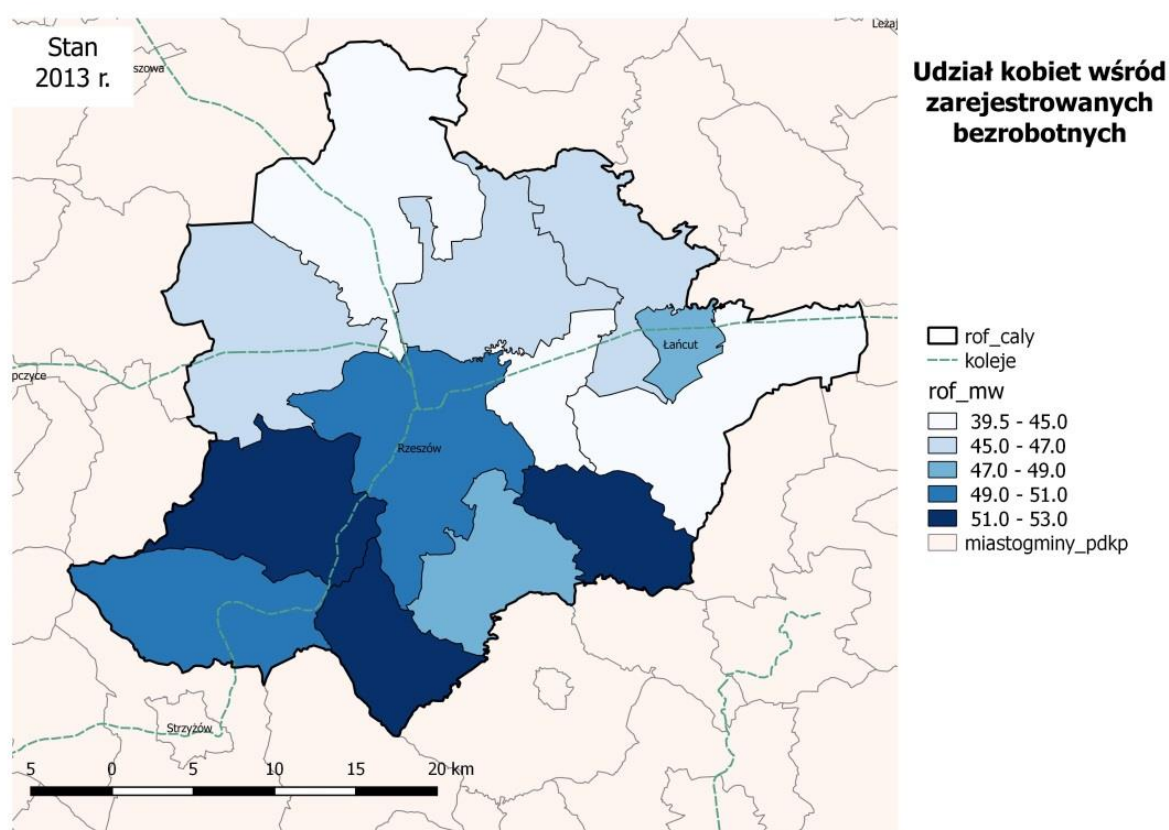 Stan
2013 r.
szowa
Leżaj
Udział kobiet wśród
zarejestrowanych
bezrobotnych
Łańcut
pczyce
Rzeszów
Strzyżów
rof_caly
koleje
rof_mw
39.5 - 45.0
45.0 - 47.0
47.0 - 49.0
49.0 - 51.0
51.0 - 53.0
miastogminy_pdkp
5 0 5 10 15 20 km